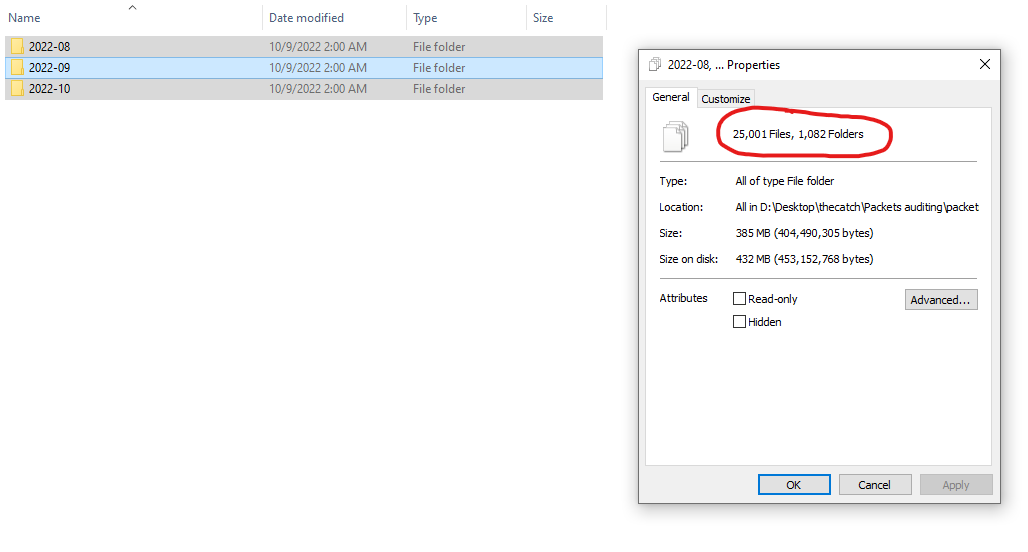 Name Date modified Type Size
2022-08 10/9/2022 2:00 AM File folder
2022-09 10/9/2022 2:00 AM File folder
2022-10 10/9/2022 2:00 AM File folder
2022-08, ... Properties
General Customize
25,001 Files, 1,082 Folders
Type: All of type File folder
Location: All in D:\Desktop\thecatch\Packets auditing\packet
Size: 385 MB (404,490,305 bytes)
Size on disk: 432 MB (453,152,768 bytes)
Attributes Read-only Advanced...
Hidden
OK Cancel Apply